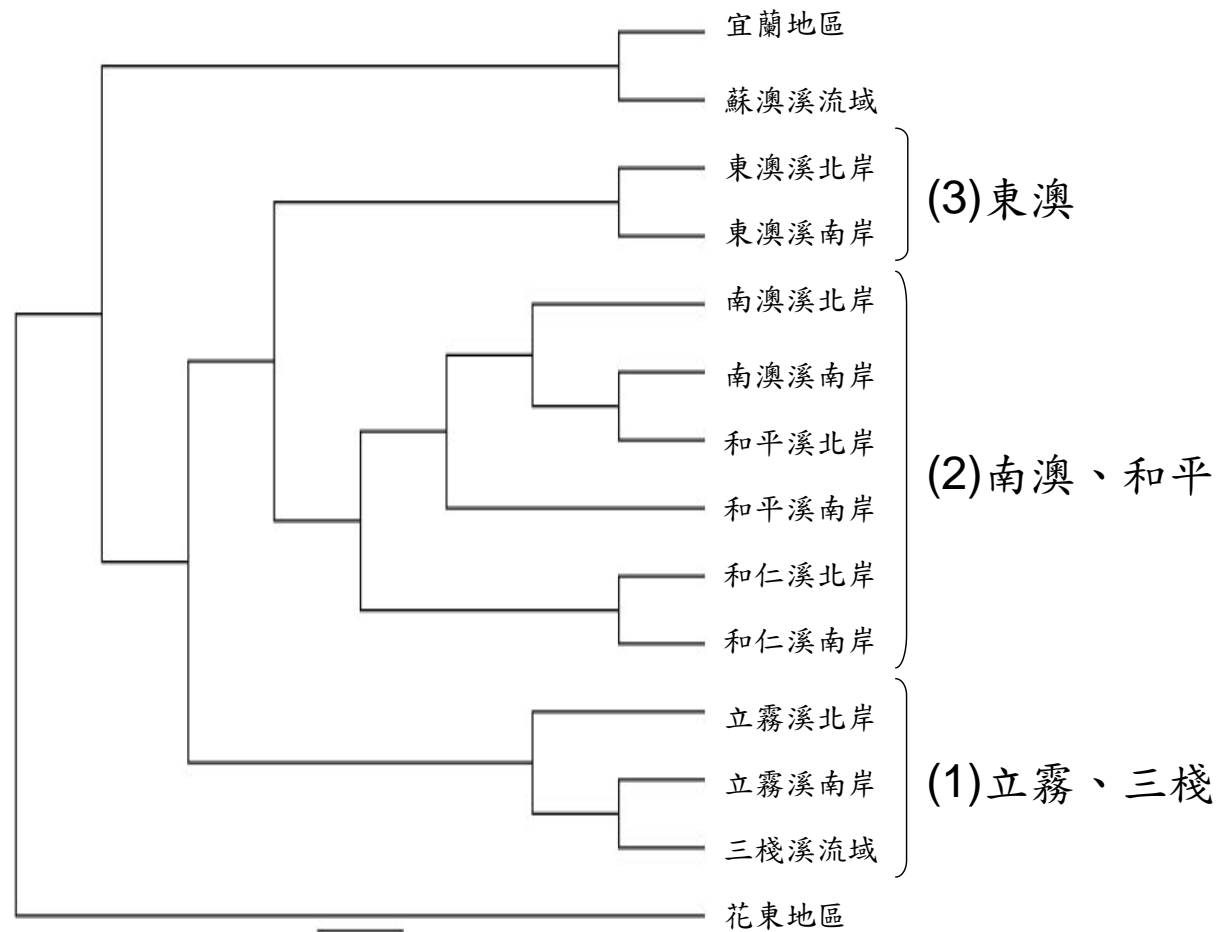 宜蘭地區
蘇澳溪流域
東澳溪北岸
東澳溪南岸
(3)東澳
南澳溪北岸
南澳溪南岸
和平溪北岸
和平溪南岸
和仁溪北岸
和仁溪南岸
(2)南澳、和平
立霧溪北岸
立霧溪南岸
三棧溪流域
(1)立霧、三棧
花東地區